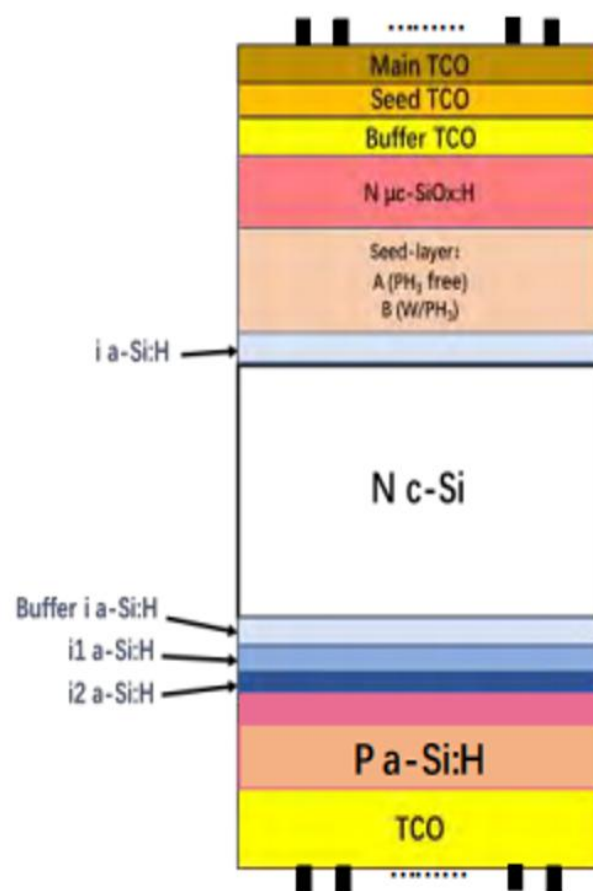 Main TCO
Seed TCO
Buffer TCO
N μc-SiOx:H
Seed-layer:
A (PH₃ free)
B (W/PH₃)
i a-Si:H
N c-Si
Buffer i a-Si:H
i1 a-Si:H
i2 a-Si:H
P a-Si:H
TCO